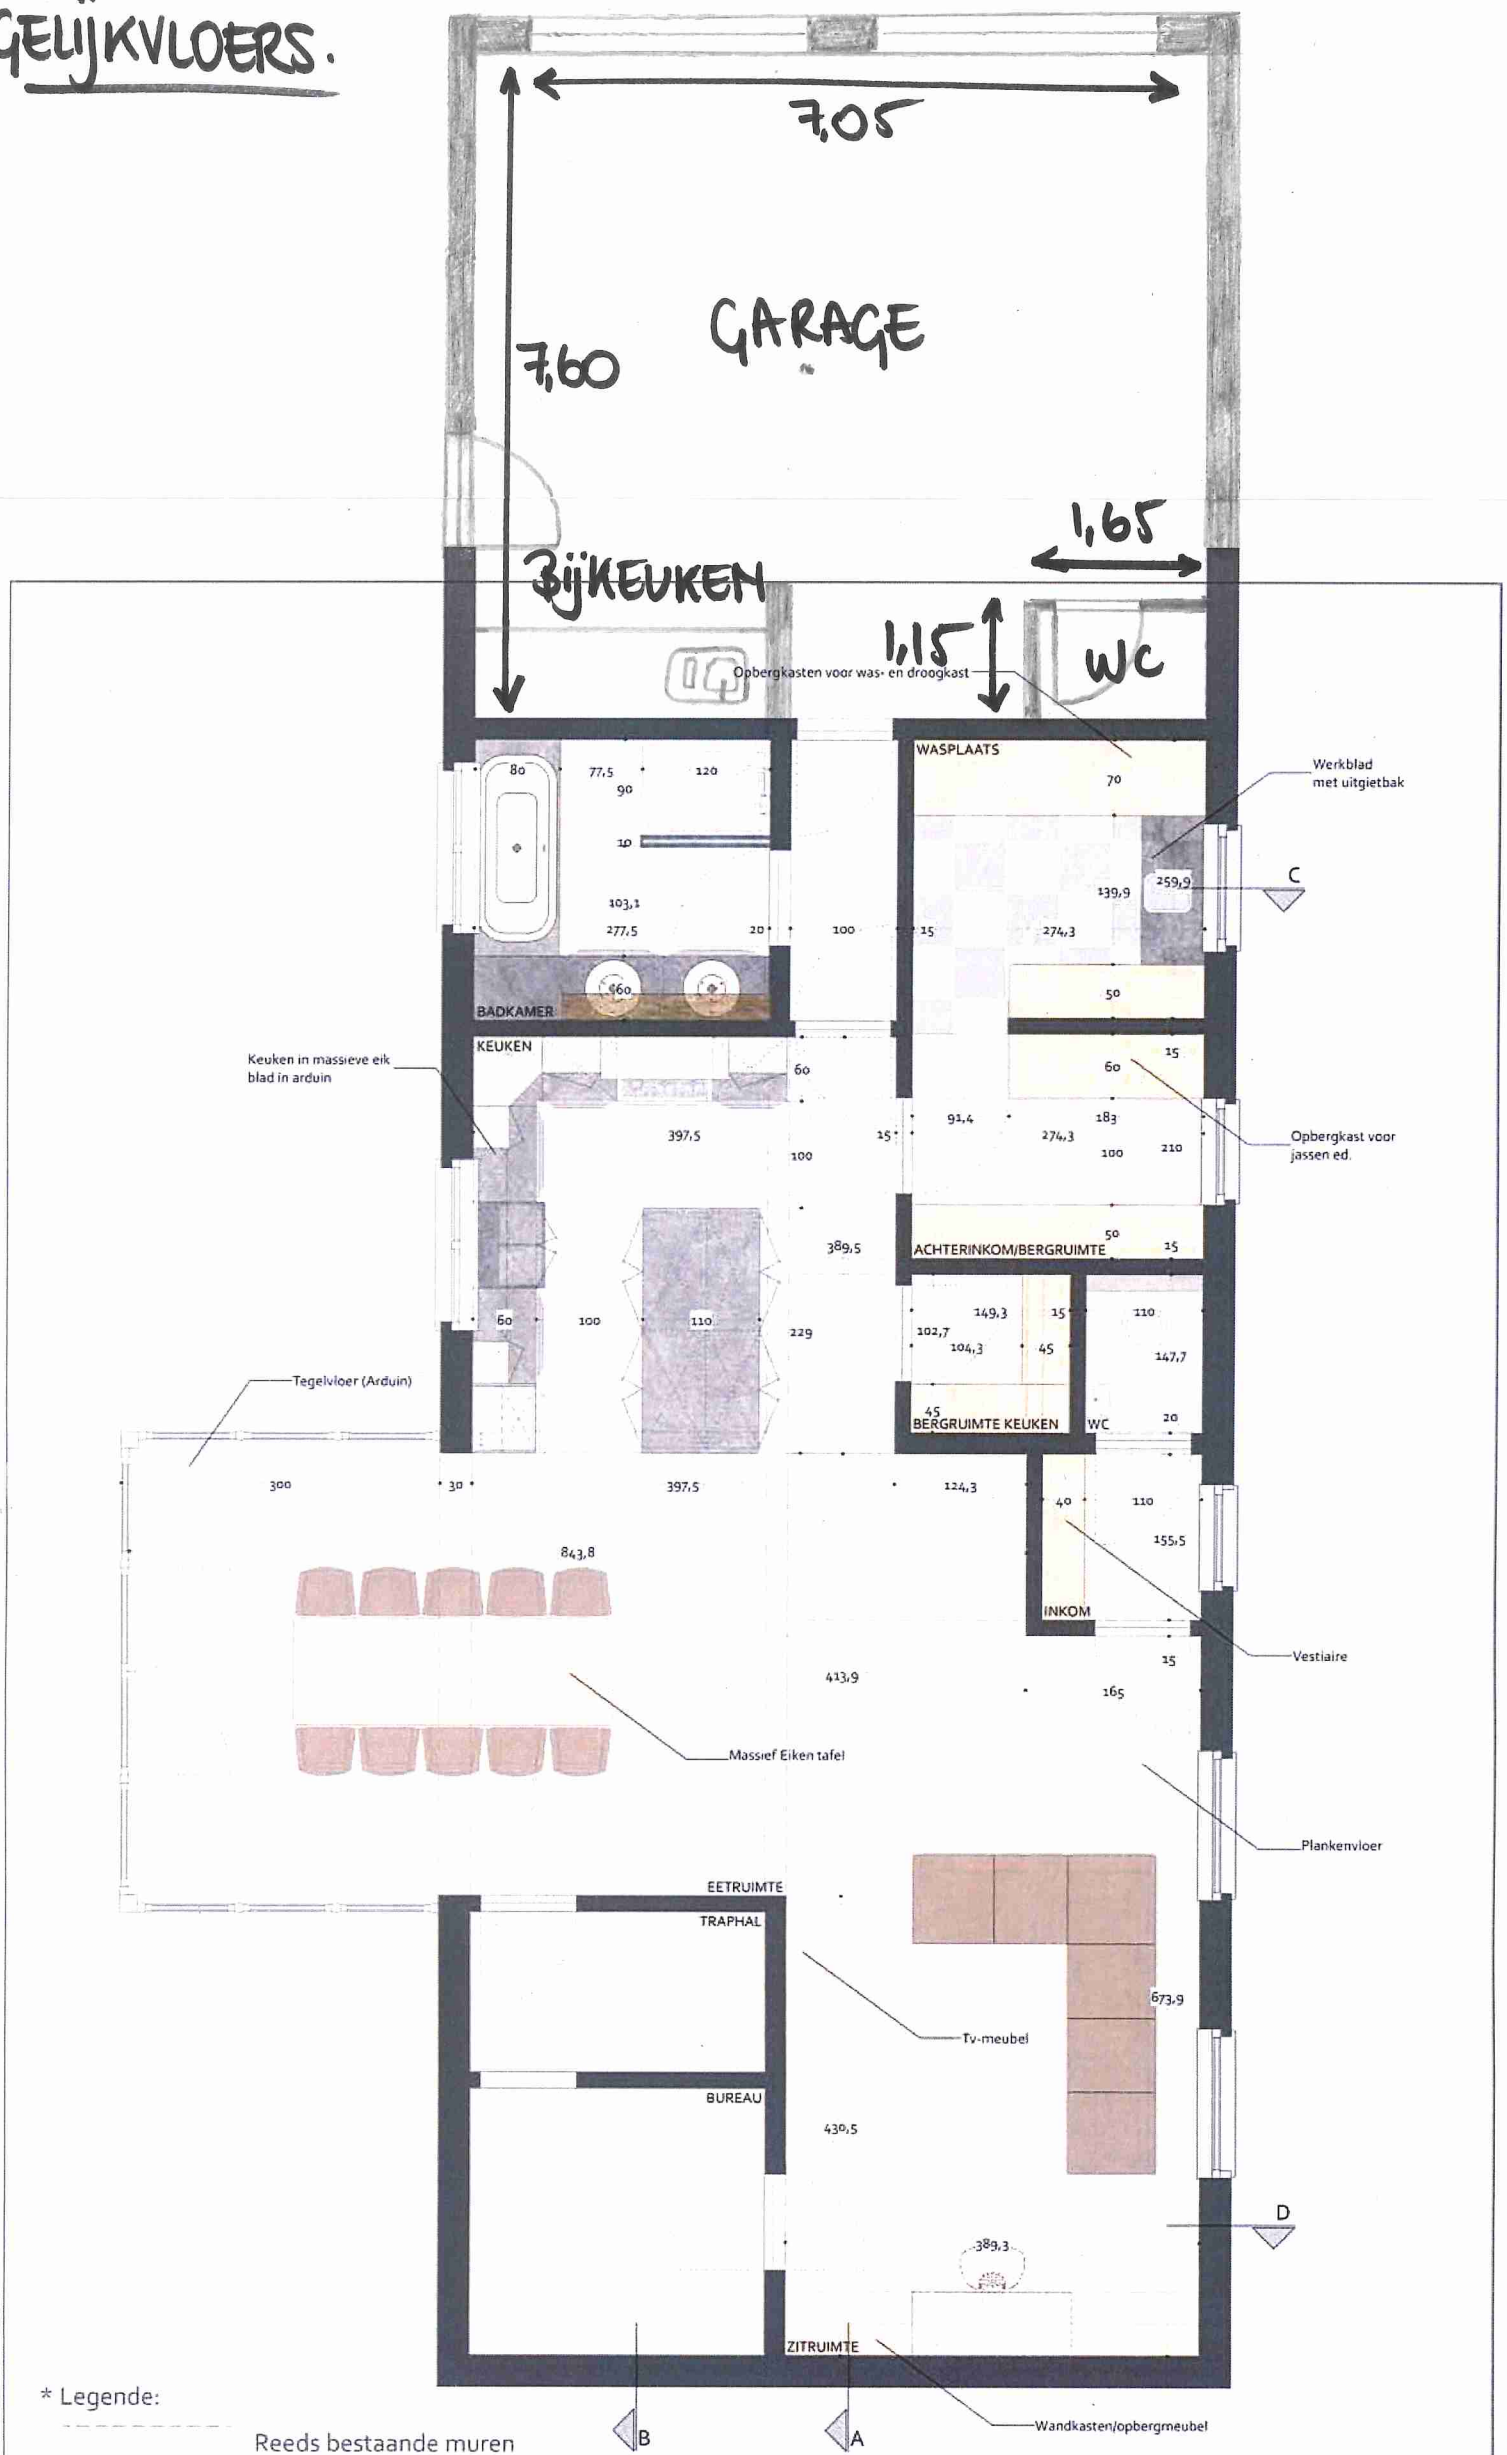 GELIJKVLOERS.
7,05
GARAGE
7,60
1,65
BIJKEUKEN
1,15
WC
Opbergkasten voor was- en droogkast
WASPLAATS
80
77,5
120
90
70
Werkblad
met uitgietbak
10
C
139,9
259,9
103,1
277,5
20
100
15
274,3
60
50
BADKAMER
KEUKEN
Keuken in massieve eik
blad in arduin
60
60
15
91,4
183
397,5
15
274,3
100
100
210
Opbergkast voor
jassen ed.
389,5
50
15
ACHTERINKOM/BERGRUIMTE
60
100
110
229
149,3
15
110
102,7
104,3
45
147,7
Tegelvloer (Arduin)
45
20
BERGRUIMTE KEUKEN
WC
300
30
397,5
124,3
40
110
155,5
843,8
INKOM
Vestiaire
15
413,9
165
Massief Eiken tafel
Plankenvloer
EETRUIMTE
TRAPHAL
673,9
Tv-meubel
BUREAU
430,5
D
389,3
ZITRUIMTE
* Legende:
Wandkasten/opbergmeubel
B
A
Reeds bestaande muren